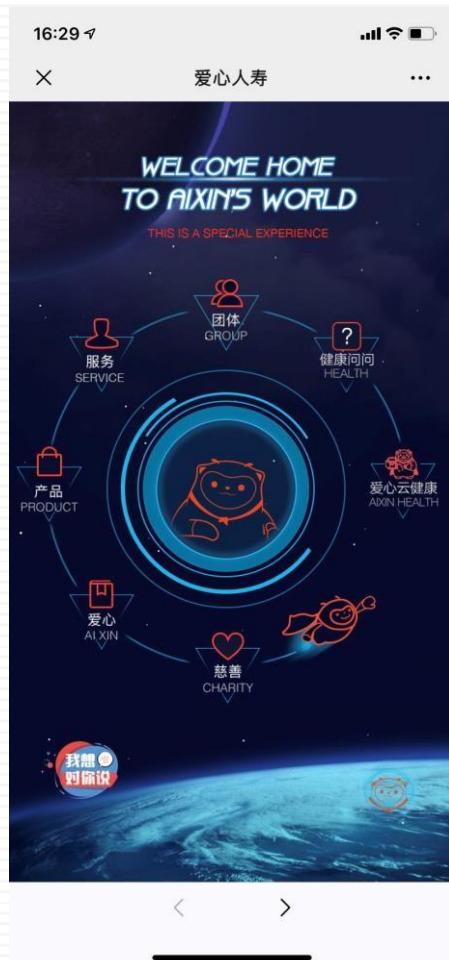 16:29
爱心人寿
WELCOME HOME
TO AIXIN'S WORLD
THIS IS A SPECIAL EXPERIENCE
团体
GROUP
服务
SERVICE
?
健康问问
HEALTH
产品
PRODUCT
爱心云健康
AIXIN HEALTH
爱心
AI XIN
慈善
CHARITY
我想
对你说